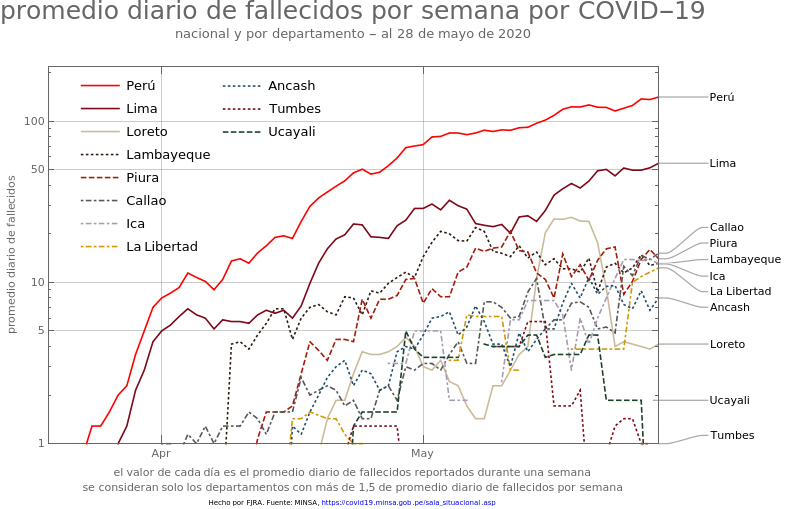 promedio diario de fallecidos por semana por COVID−19
nacional y por departamento − al 28 de mayo de 2020
promedio diario de fallecidos
100
50
10
5
1
Apr
May
Perú
Lima
Loreto
Lambayeque
Piura
Callao
Ica
La Libertad
Ancash
Tumbes
Ucayali
Perú
Lima
Callao
Piura
Lambayeque
Ica
La Libertad
Ancash
Loreto
Ucayali
Tumbes
el valor de cada día es el promedio diario de fallecidos reportados durante una semana
se consideran solo los departamentos con más de 1,5 de promedio diario de fallecidos por semana
Hecho por FJRA. Fuente: MINSA, https://covid19.minsa.gob.pe/sala_situacional.asp